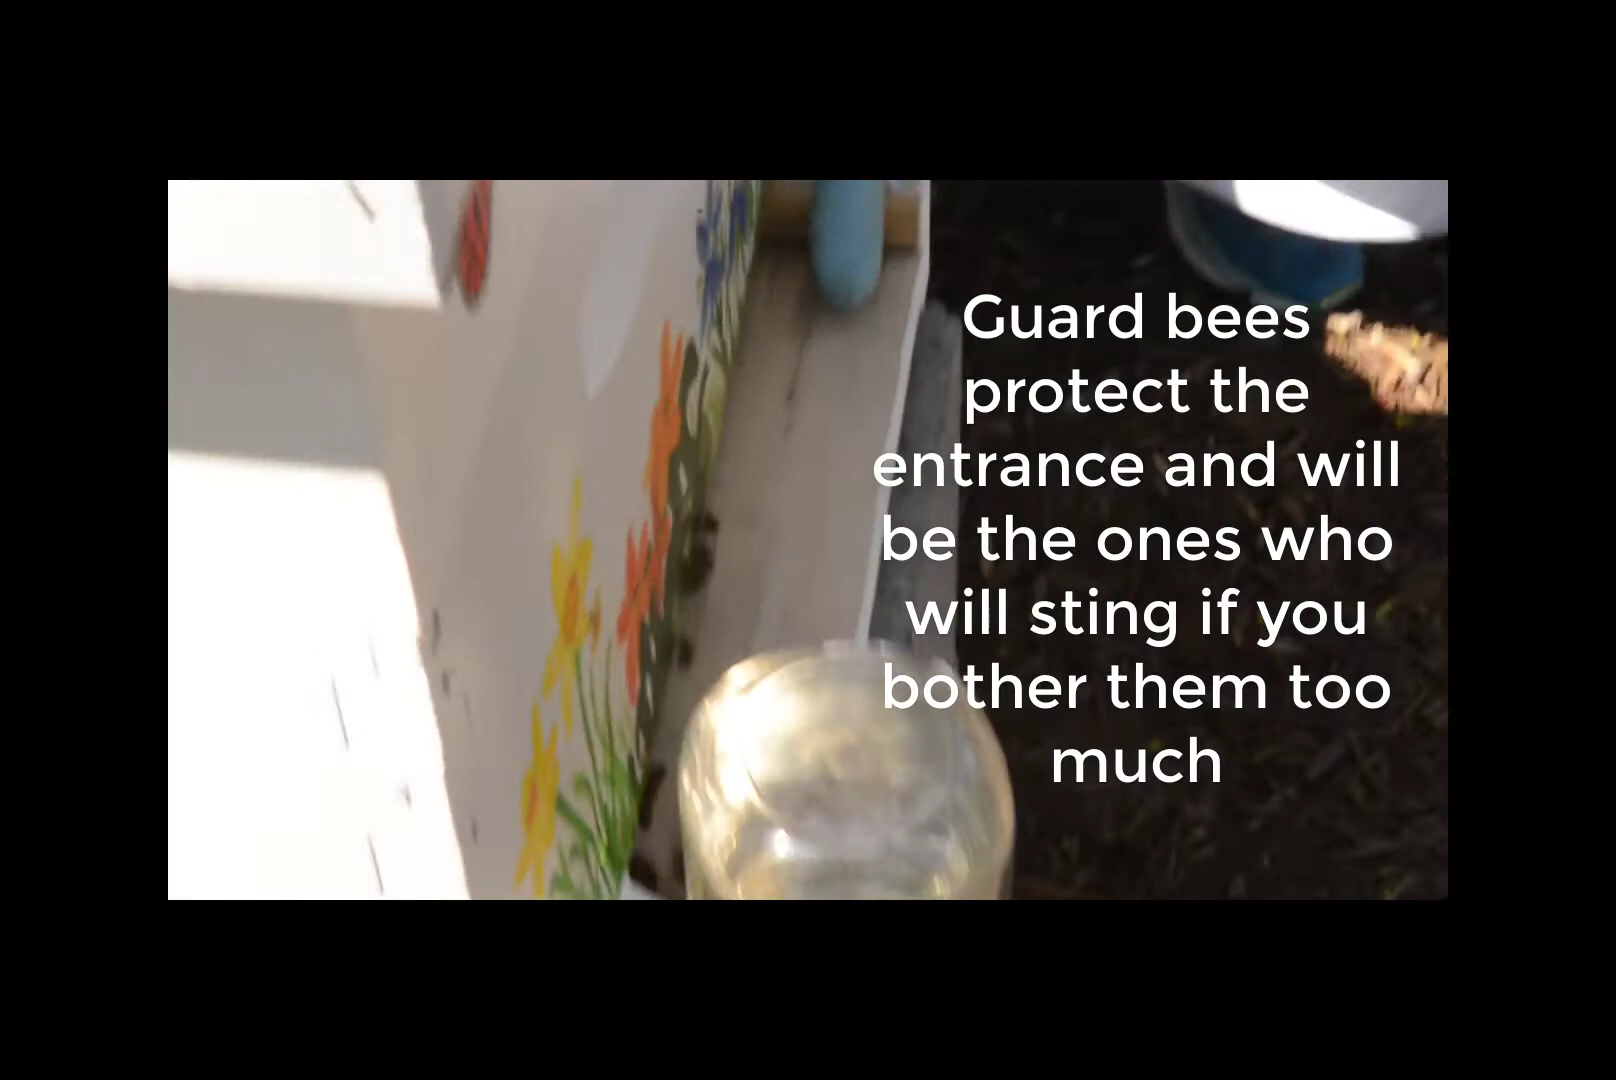 Guard bees
protect the
entrance and will
be the ones who
will sting if you
bother them too
much